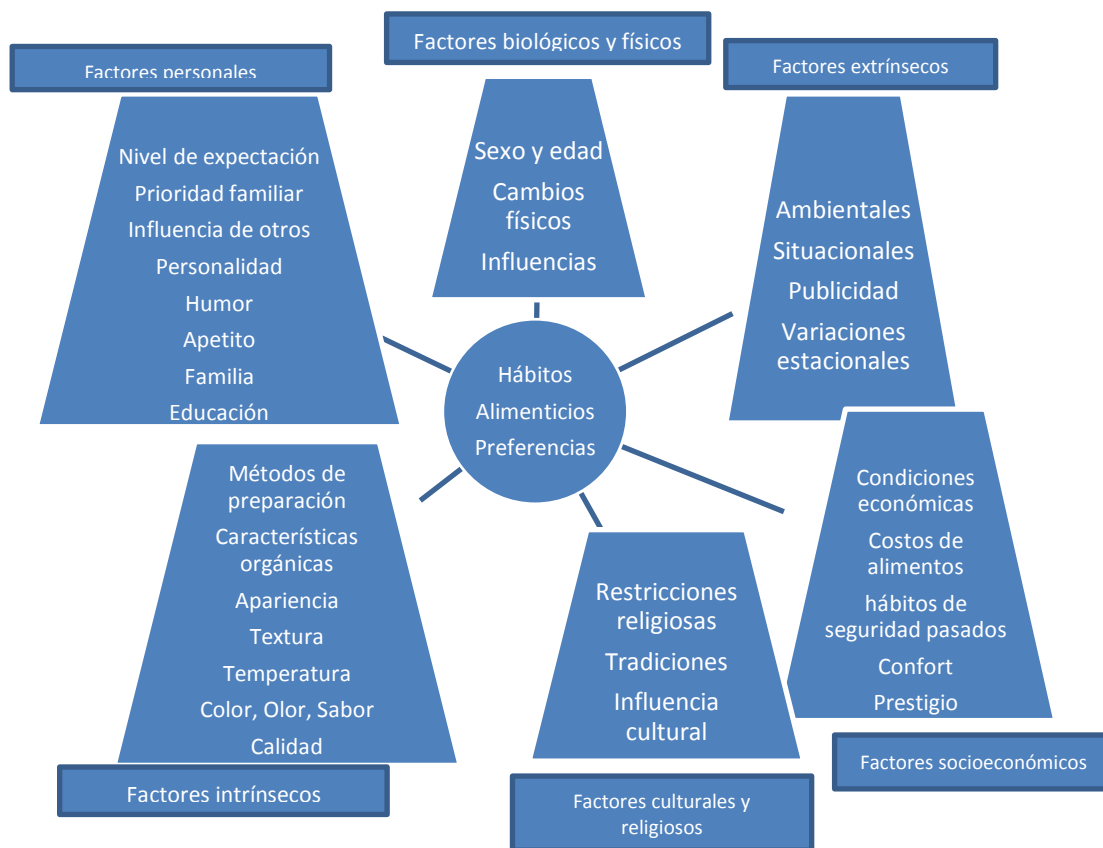 Factores biológicos y físicos
Factores personales
Factores extrínsecos
Nivel de expectación
Prioridad familiar
Influencia de otros
Personalidad
Humor
Apetito
Familia
Educación
Sexo y edad
Cambios
físicos
Influencias
Ambientales
Situacionales
Publicidad
Variaciones
estacionales
Hábitos
Alimenticios
Preferencias
Métodos de
preparación
Características
orgánicas
Apariencia
Textura
Temperatura
Color, Olor, Sabor
Calidad
Factores intrínsecos
Restricciones
religiosas
Tradiciones
Influencia
cultural
Factores culturales y
religiosos
Condiciones
económicas
Costos de
alimentos
hábitos de
seguridad pasados
Confort
Prestigio
Factores socioeconómicos